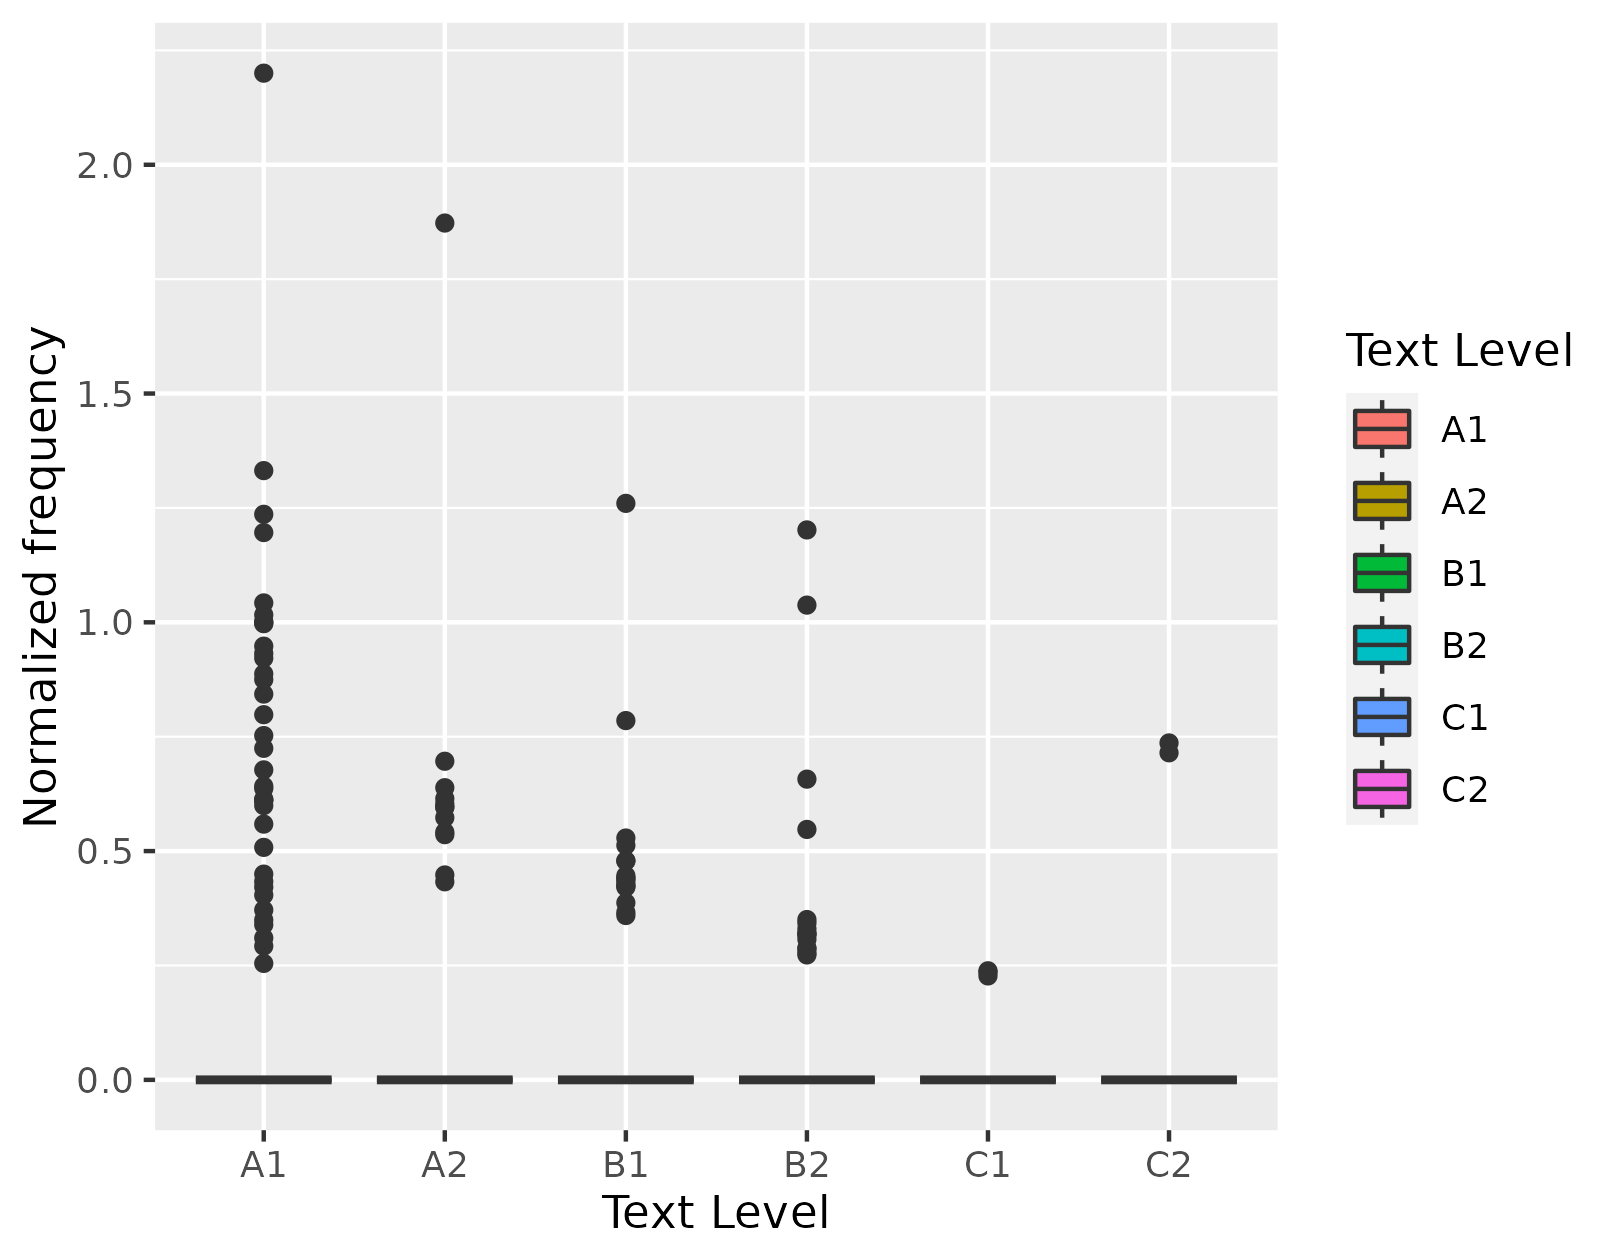 Normalized frequency
2.0
1.5
1.0
0.5
0.0
A1 A2 B1 B2 C1 C2
Text Level
Text Level
A1
A2
B1
B2
C1
C2